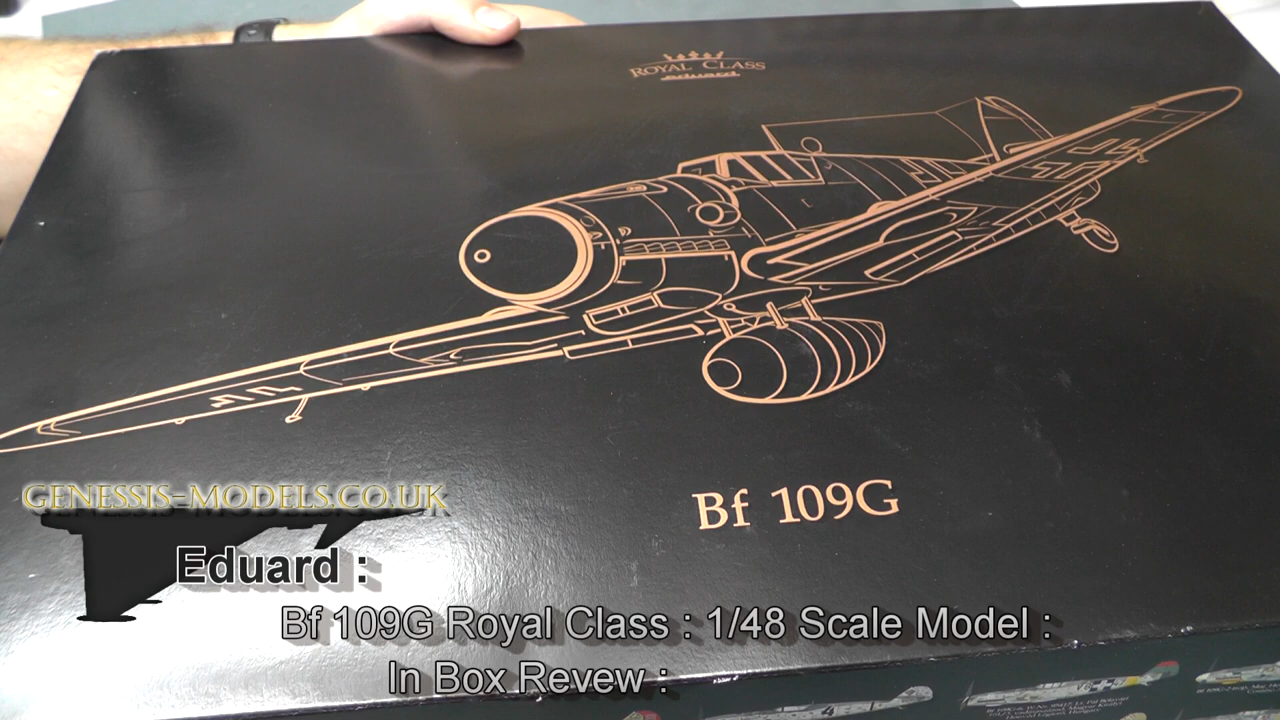 ROYAL CLASS
eduard
Bf 109G
GENESSIS-MODELS.CO.UK
Eduard :
Bf 109G Royal Class : 1/48 Scale Model :
In Box Revew :